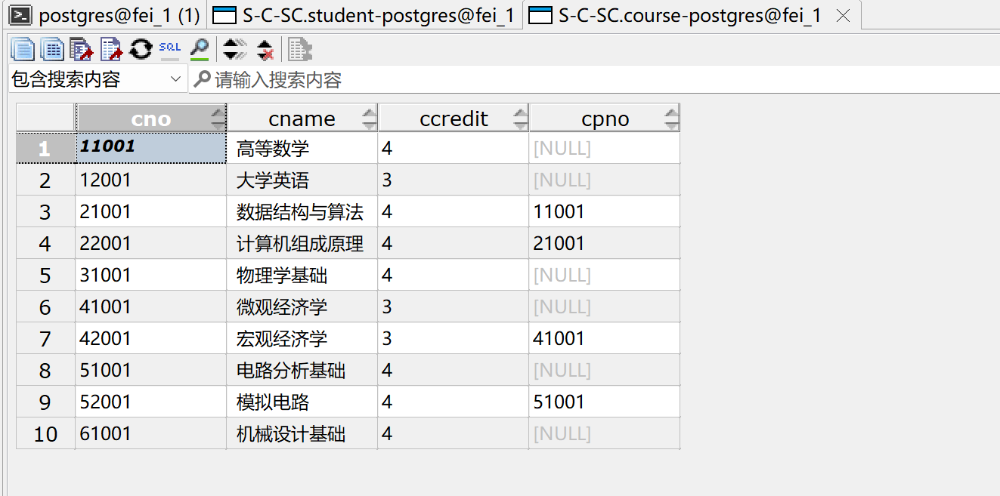 postgres@fei_1 (1) S-C-SC.student-postgres@fei_1 S-C-SC.course-postgres@fei_1
SQL
包含搜索内容 请输入搜索内容
cno cname ccredit cpno
1 11001 高等数学 4 [NULL]
2 12001 大学英语 3 [NULL]
3 21001 数据结构与算法 4 11001
4 22001 计算机组成原理 4 21001
5 31001 物理学基础 4 [NULL]
6 41001 微观经济学 3 [NULL]
7 42001 宏观经济学 3 41001
8 51001 电路分析基础 4 [NULL]
9 52001 模拟电路 4 51001
10 61001 机械设计基础 4 [NULL]